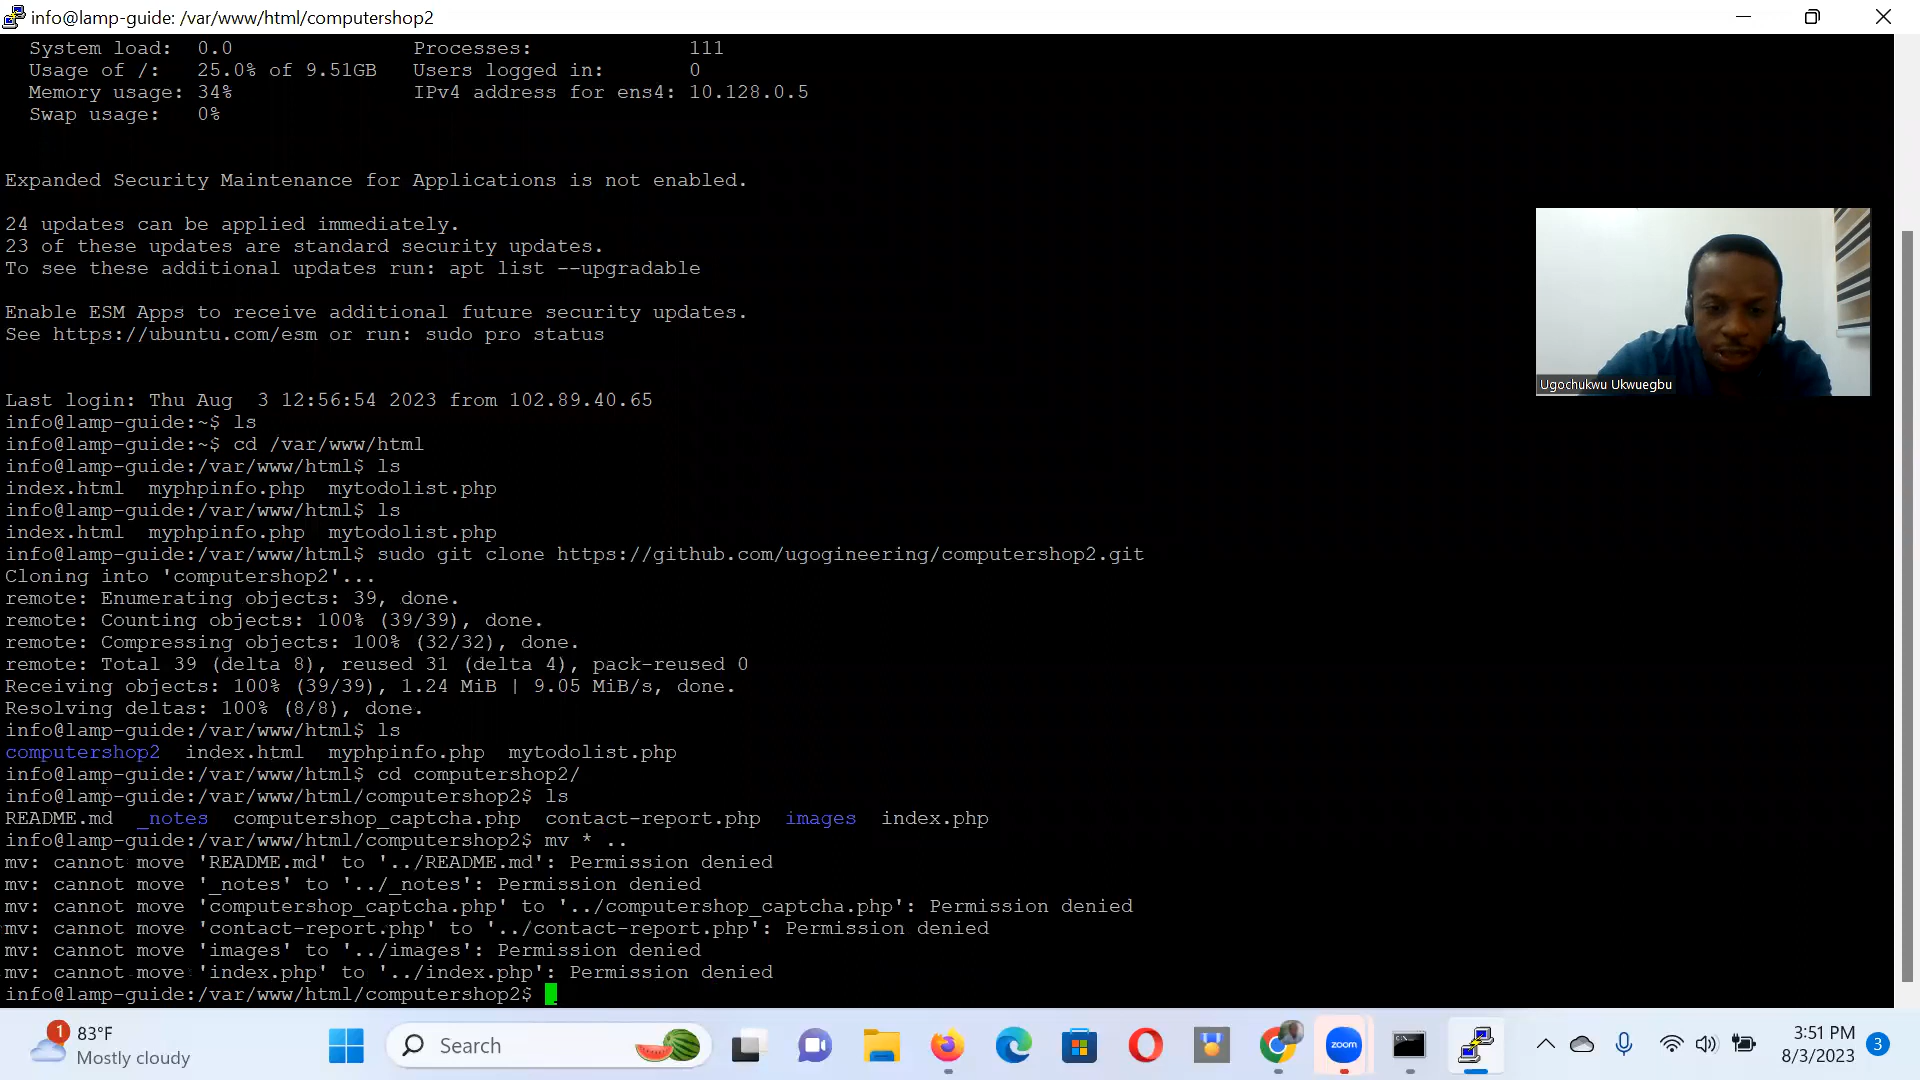 info@lamp-guide: /var/www/html/computershop2
System load: 0.0 Processes: 111
Usage of /: 25.0% of 9.51GB Users logged in: 0
Memory usage: 34% IPv4 address for ens4: 10.128.0.5
Swap usage: 0%
Expanded Security Maintenance for Applications is not enabled.
24 updates can be applied immediately.
23 of these updates are standard security updates.
To see these additional updates run: apt list --upgradable
Enable ESM Apps to receive additional future security updates.
See https://ubuntu.com/esm or run: sudo pro status
Ugochukwu Ukwuegbu
Last login: Thu Aug  3 12:56:54 2023 from 102.89.40.65
info@lamp-guide:~$ ls
info@lamp-guide:~$ cd /var/www/html
info@lamp-guide:/var/www/html$ ls
index.html  myphpinfo.php  mytodolist.php
info@lamp-guide:/var/www/html$ ls
index.html  myphpinfo.php  mytodolist.php
info@lamp-guide:/var/www/html$ sudo git clone https://github.com/ugogineering/computershop2.git
Cloning into 'computershop2'...
remote: Enumerating objects: 39, done.
remote: Counting objects: 100% (39/39), done.
remote: Compressing objects: 100% (32/32), done.
remote: Total 39 (delta 8), reused 31 (delta 4), pack-reused 0
Receiving objects: 100% (39/39), 1.24 MiB | 9.05 MiB/s, done.
Resolving deltas: 100% (8/8), done.
info@lamp-guide:/var/www/html$ ls
computershop2  index.html  myphpinfo.php  mytodolist.php
info@lamp-guide:/var/www/html$ cd computershop2/
info@lamp-guide:/var/www/html/computershop2$ ls
README.md  _notes  computershop_captcha.php  contact-report.php  images  index.php
info@lamp-guide:/var/www/html/computershop2$ mv * ..
mv: cannot move 'README.md' to '../README.md': Permission denied
mv: cannot move '_notes' to '../_notes': Permission denied
mv: cannot move 'computershop_captcha.php' to '../computershop_captcha.php': Permission denied
mv: cannot move 'contact-report.php' to '../contact-report.php': Permission denied
mv: cannot move 'images' to '../images': Permission denied
mv: cannot move 'index.php' to '../index.php': Permission denied
info@lamp-guide:/var/www/html/computershop2$
1
83°F
Mostly cloudy
Search
zoom
3:51 PM
8/3/2023
3